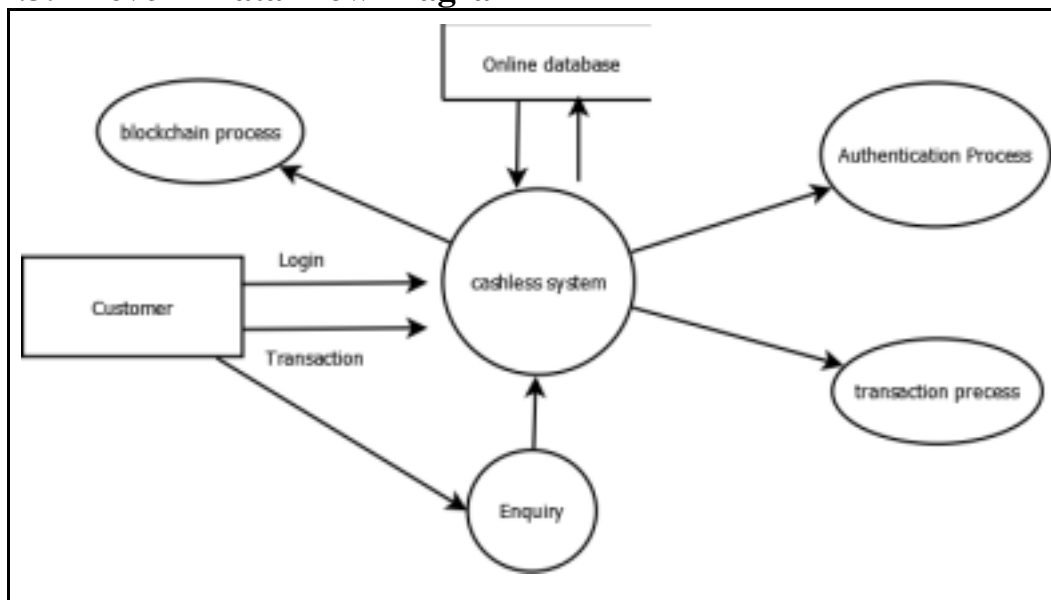 Online database
blockchain process
Authentication Process
Login
cashless system
Customer
Transaction
transaction precess
Enquiry